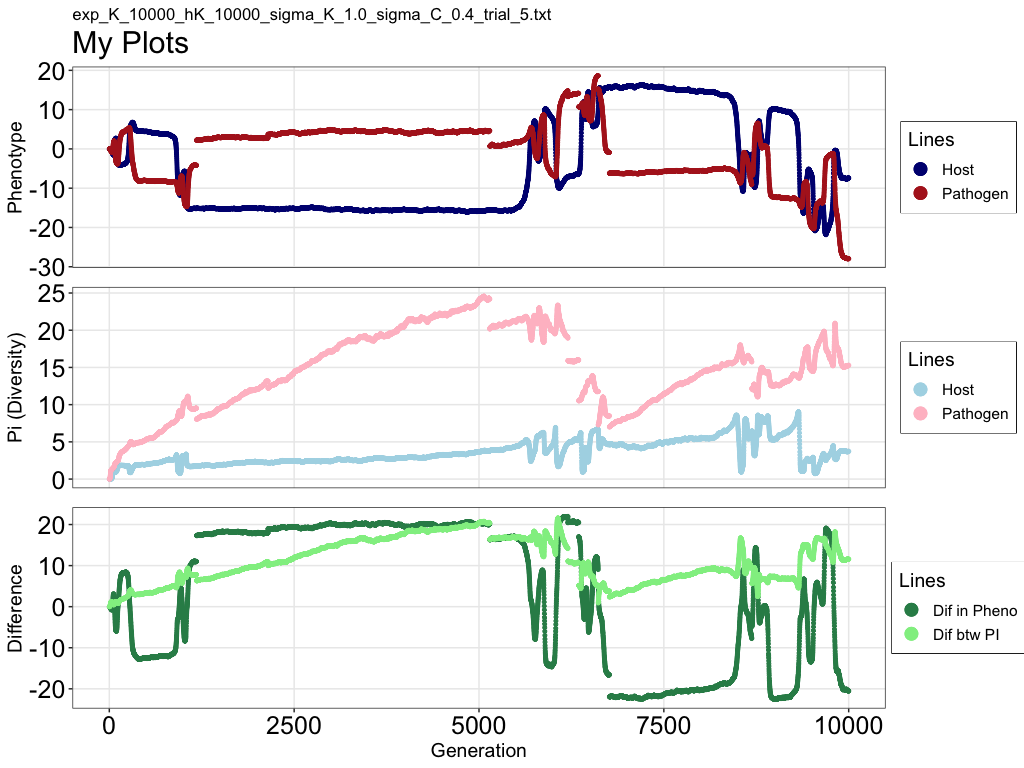 exp_K_10000_hK_10000_sigma_K_1.0_sigma_C_0.4_trial_5.txt
My Plots
20
10
0
-10
-20
-30
Phenotype
Lines
Host
Pathogen
25
20
15
10
5
0
Pi (Diversity)
Lines
Host
Pathogen
20
10
0
-10
-20
Difference
Lines
Dif in Pheno
Dif btw PI
0 2500 5000 7500 10000
Generation